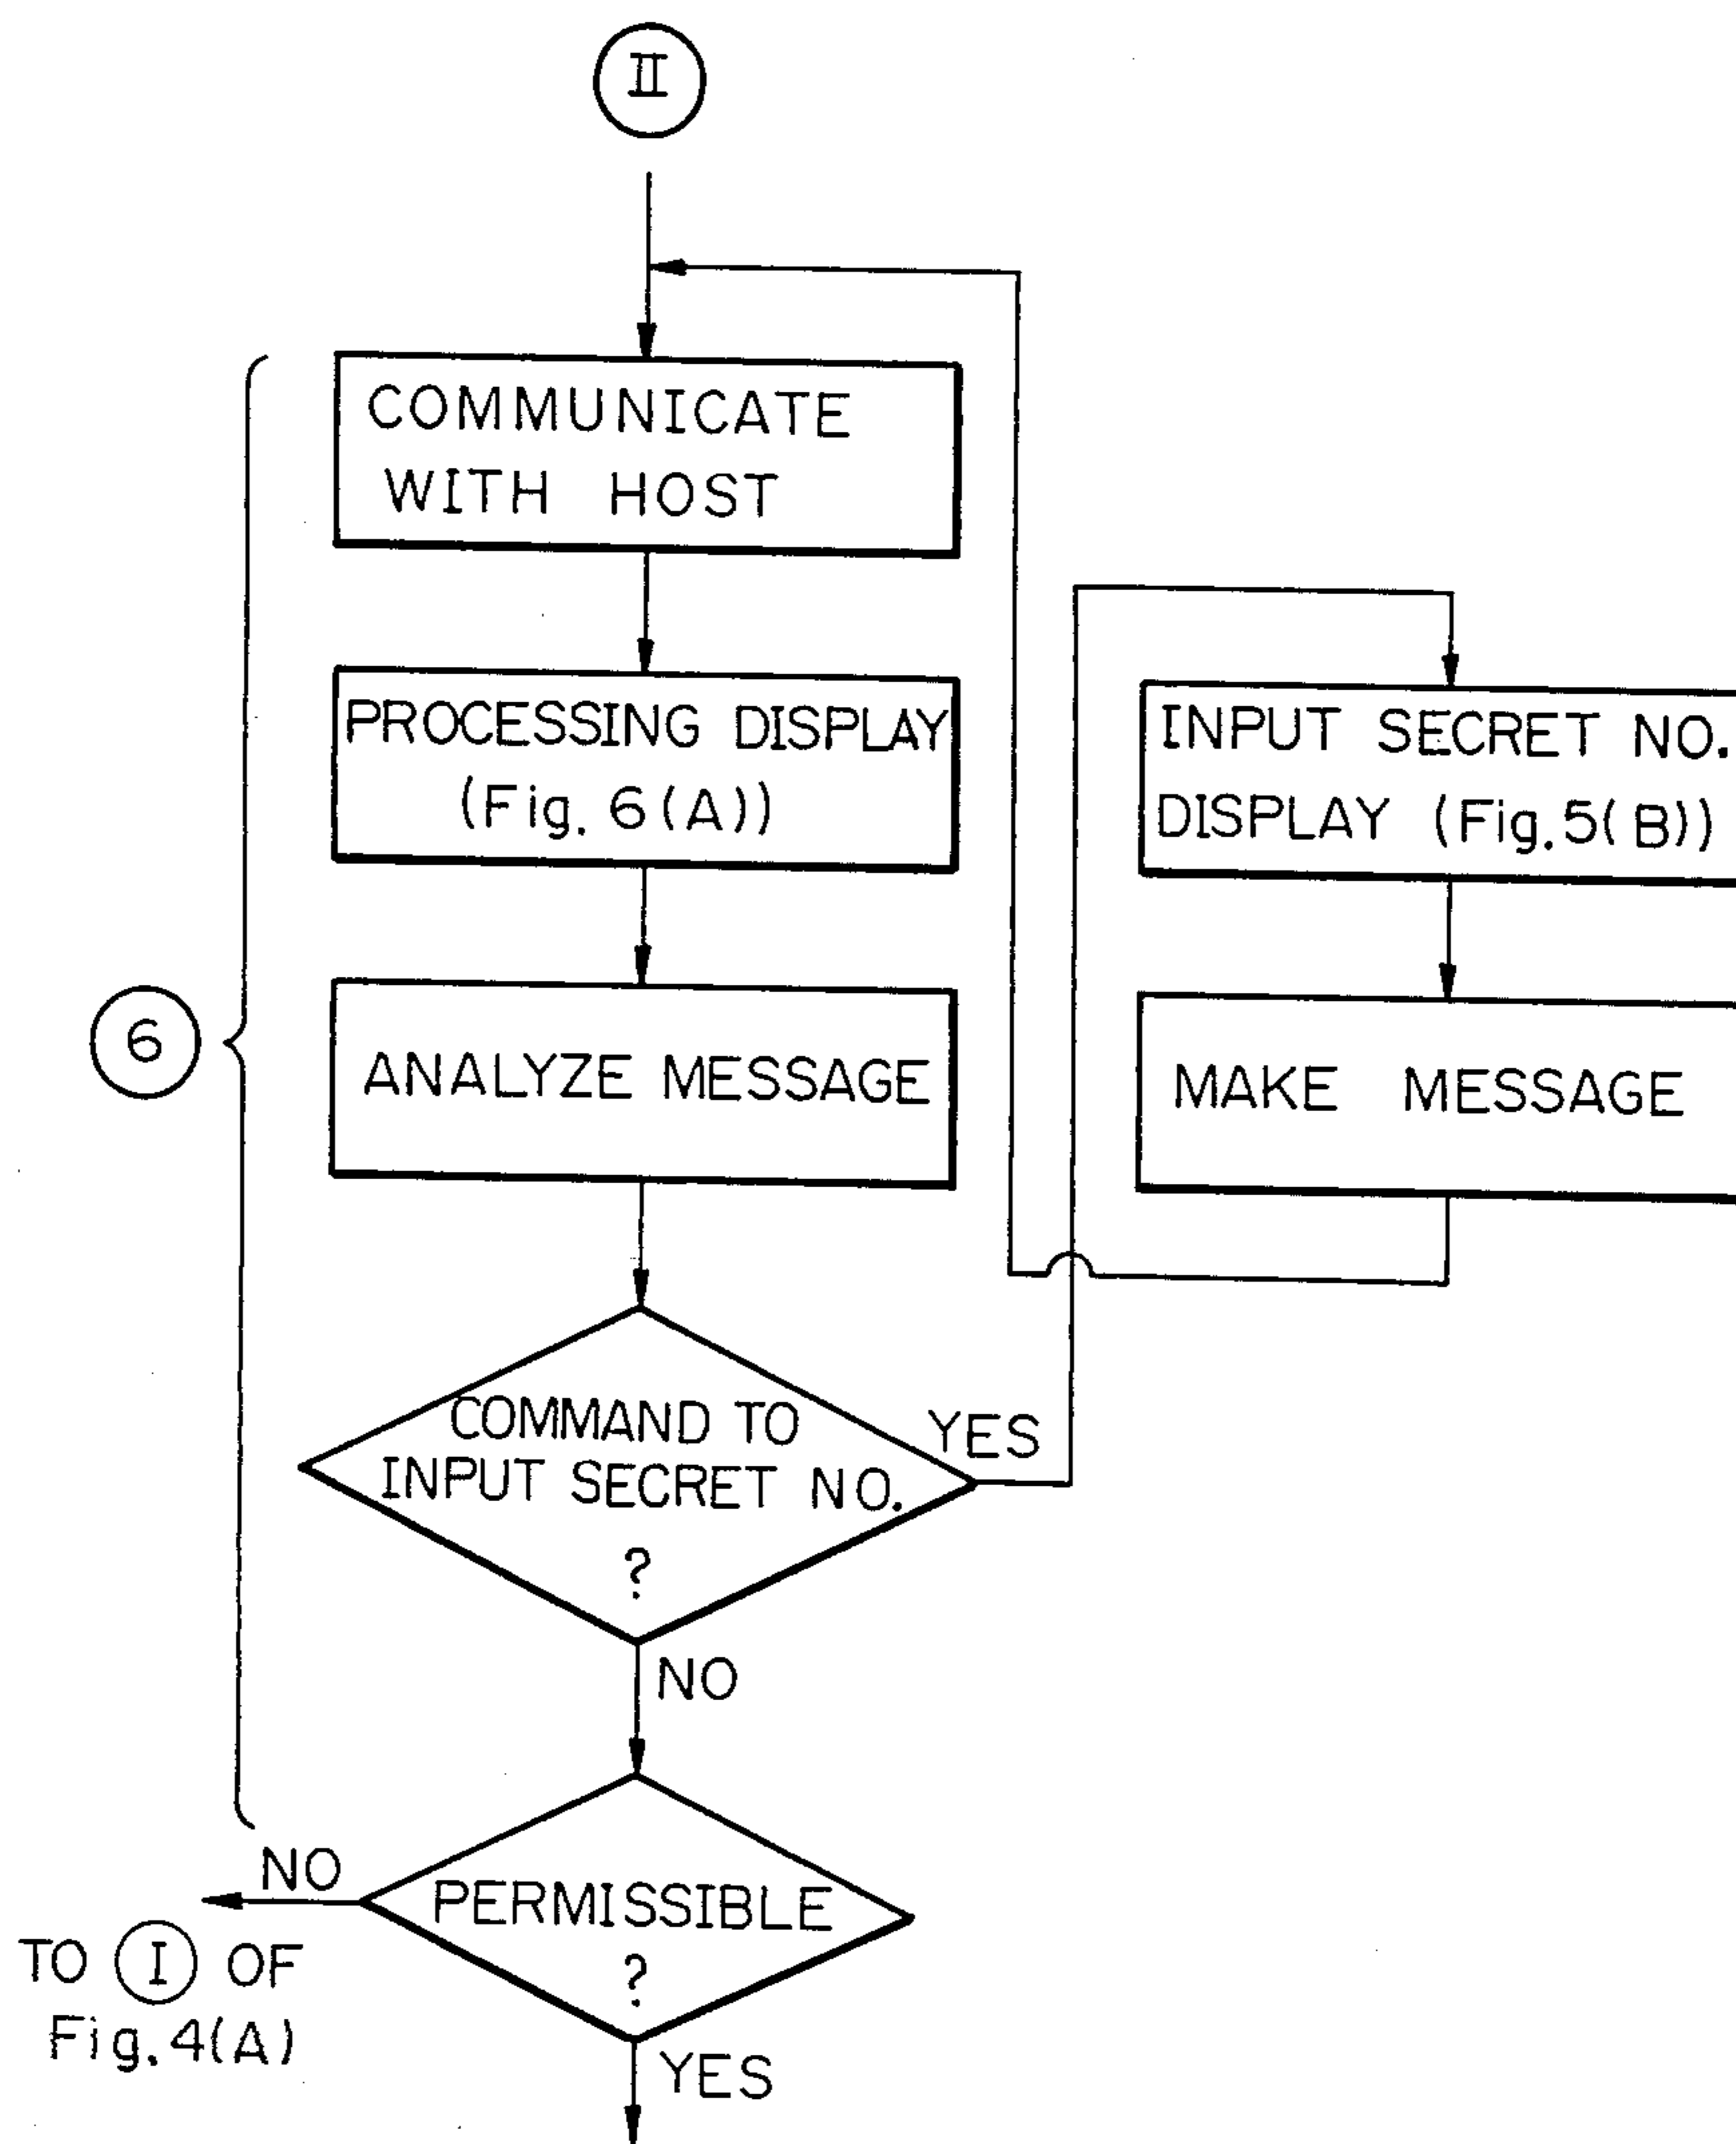 II
COMMUNICATE
WITH HOST
PROCESSING DISPLAY
(Fig. 6(A))
INPUT SECRET NO.
DISPLAY (Fig. 5(B))
6
ANALYZE MESSAGE
MAKE MESSAGE
COMMAND TO
INPUT SECRET NO.
?
YES
NO
PERMISSIBLE
?
NO
TO I OF
Fig. 4(A)
YES